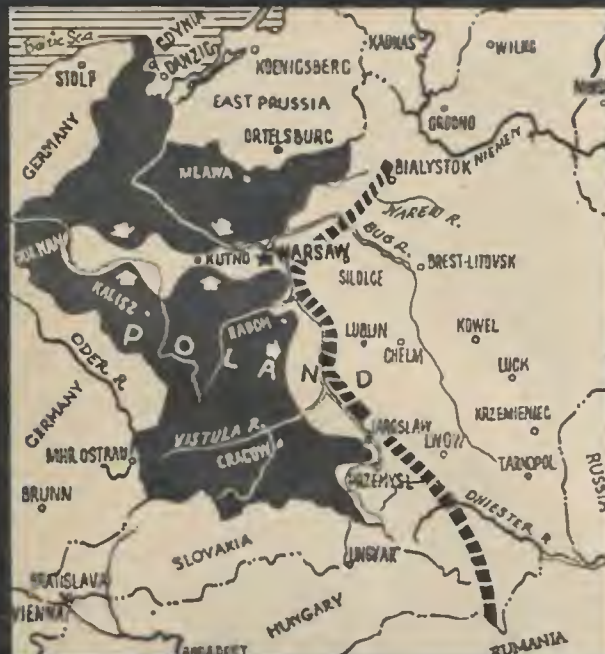 Baltic Sea
GDYNIA
DANZIG
STOLP
KOENIGSBERG
KAUNAS
WILNO
EAST PRUSSIA
ORTELSBURG
GRODNO
GERMANY
MLAWA
BIALYSTOK
NIEMEN
NAREW R.
BUG R.
KUTNO
WARSAW
BREST-LITOVSK
KALISZ
RADOM
LUBLIN
CHELM
KOWEL
LUCK
P O L A N D
ODER R.
GERMANY
VISTULA R.
CRACOW
JAROSLAW
LWOW
KRZEMIENIEC
TARNOPOL
RUSSIA
MHR OSTRAU
PRZEMYSL
BRUNN
DNIESTER R
SLOVAKIA
UNGVAR
BRATISLAVA
VIENNA
HUNGARY
RUMANIA